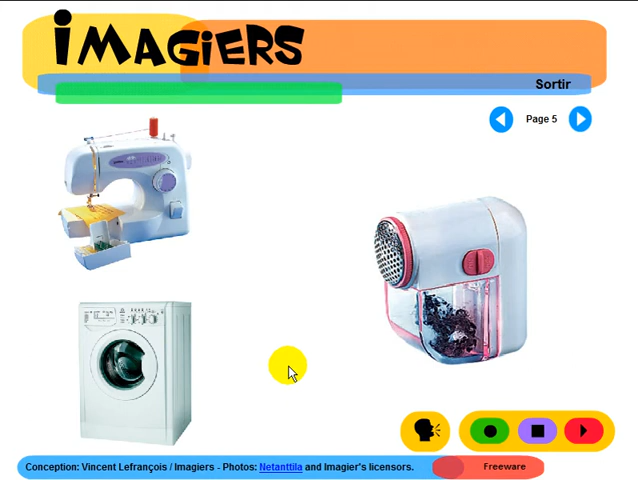 iMAGiERS
Sortir
Page 5
Conception: Vincent Lefrançois / Imagiers - Photos: Netanttila and Imagier's licensors.
Freeware